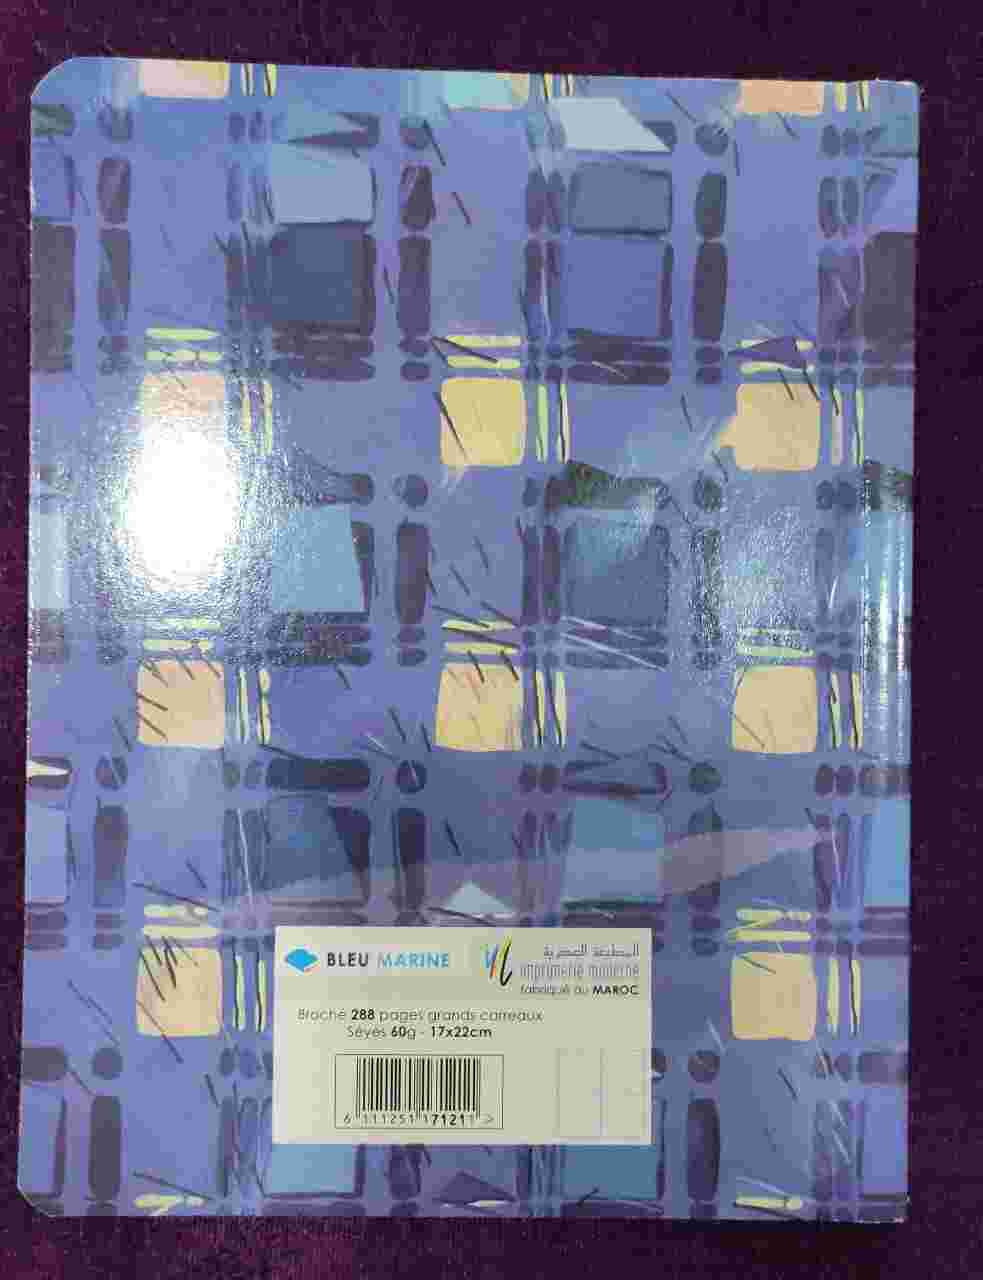 BLEU MARINE
المطبعة العصرية
imprimerie moderne
fabriqué au MAROC
Broché 288 pages grands carreaux
Séyès 60g - 17x22cm
6 111251 171211 >